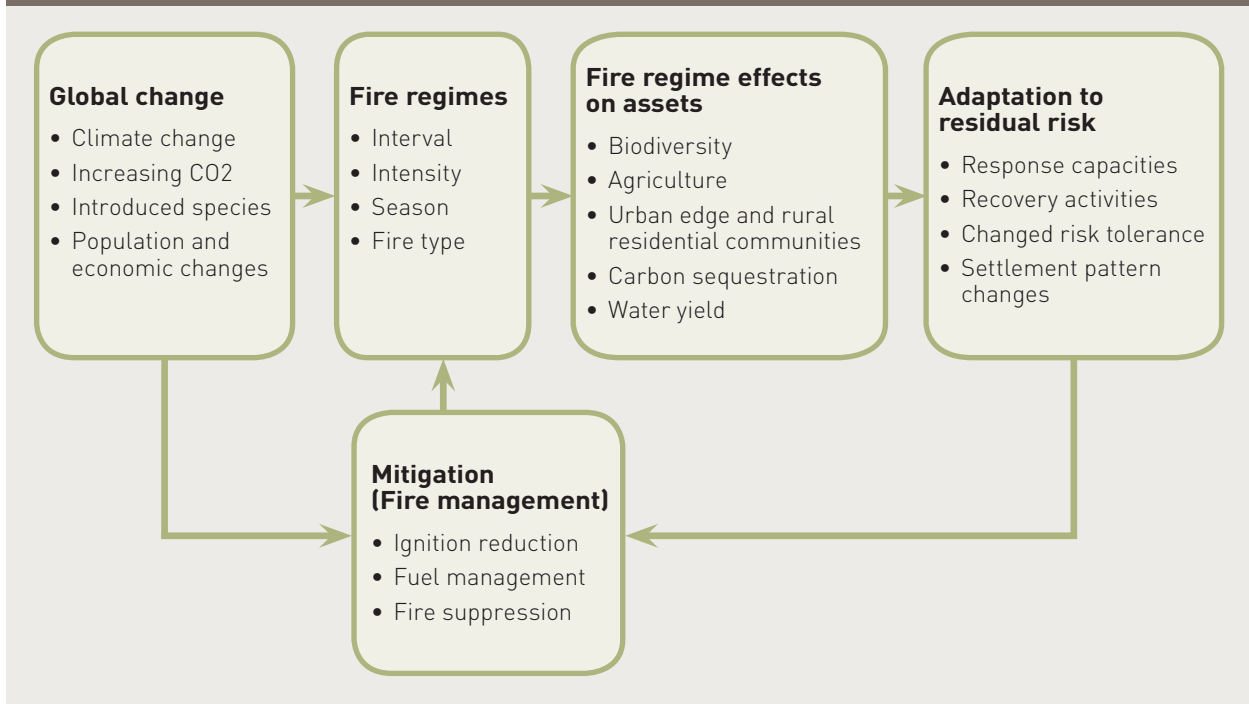 Global change
• Climate change
• Increasing CO2
• Introduced species
• Population and
economic changes
Fire regimes
• Interval
• Intensity
• Season
• Fire type
Fire regime effects
on assets
• Biodiversity
• Agriculture
• Urban edge and rural
residential communities
• Carbon sequestration
• Water yield
Adaptation to
residual risk
• Response capacities
• Recovery activities
• Changed risk tolerance
• Settlement pattern
changes
Mitigation
(Fire management)
• Ignition reduction
• Fuel management
• Fire suppression